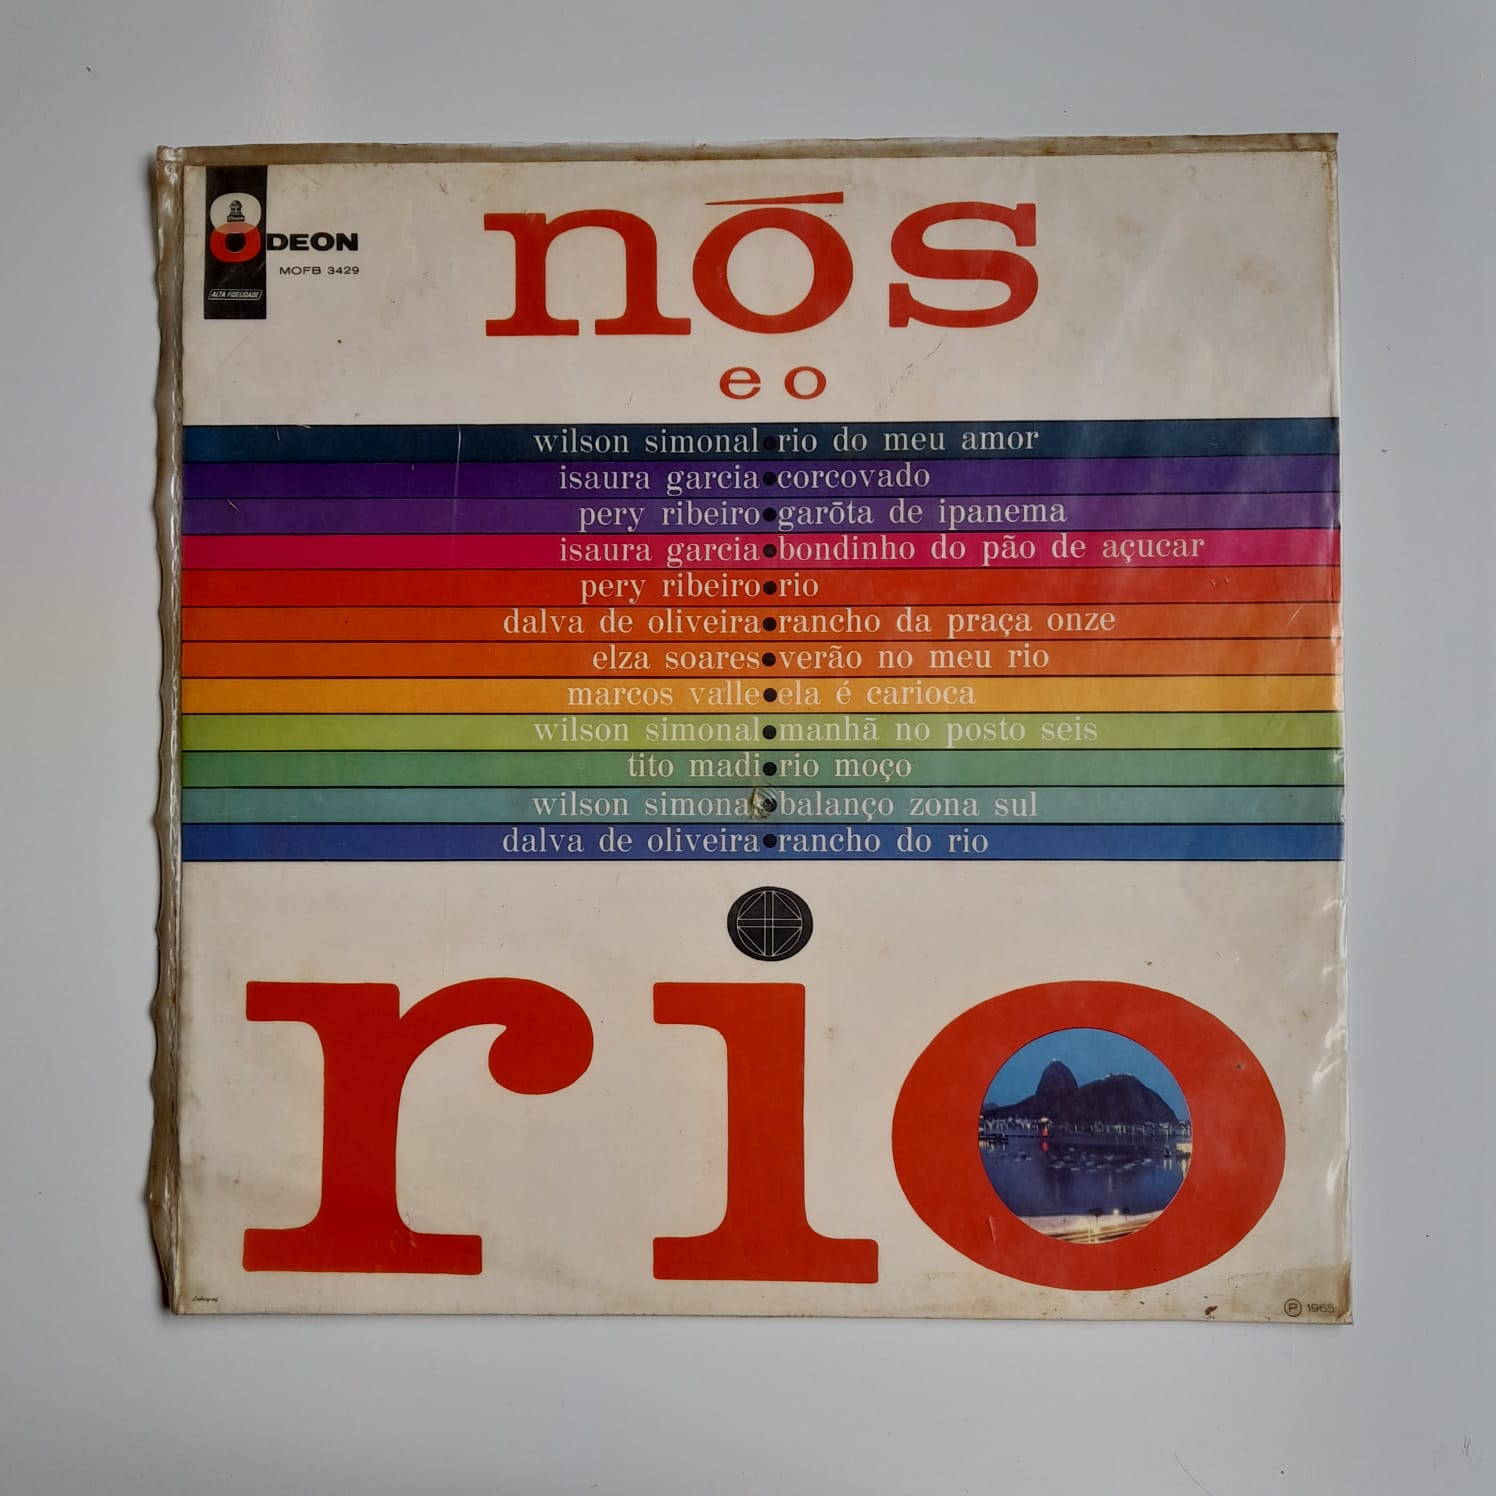 ODEON
MOFB 3429
ALTA FIDELIDADE
nós
e o
wilson simonal•rio do meu amor
isaura garcia•corcovado
pery ribeiro•garōta de ipanema
isaura garcia•bondinho do pão de açucar
pery ribeiro•rio
dalva de oliveira•rancho da praça onze
elza soares•verão no meu rio
marcos valle•ela é carioca
wilson simonal•manhã no posto seis
tito madi•rio moço
wilson simonal•balanço zona sul
dalva de oliveira•rancho do rio
rio
Ⓟ 1965